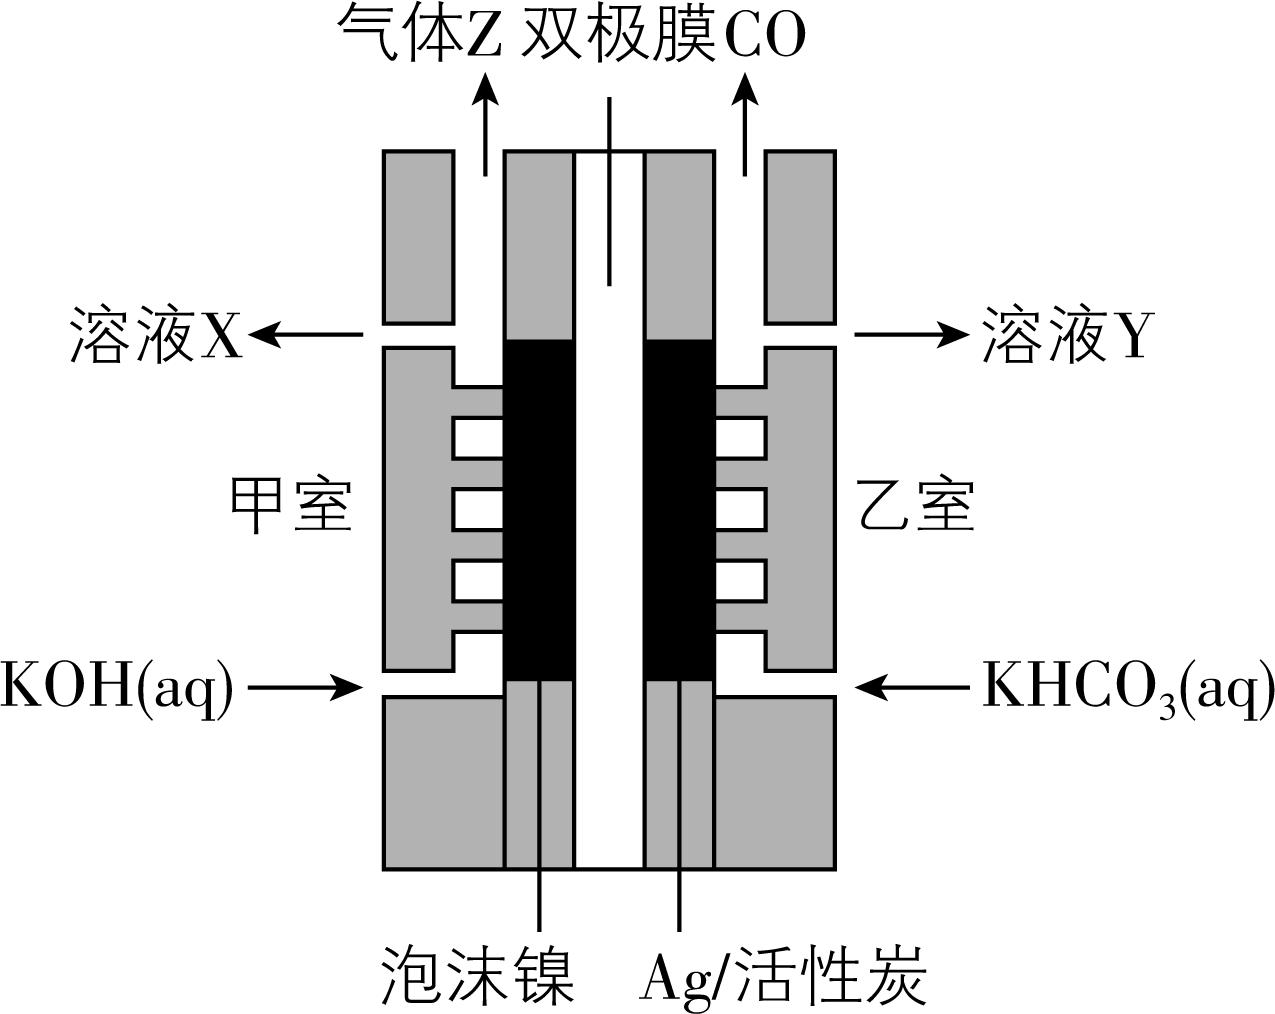 气体Z 双极膜 CO
溶液X
溶液Y
甲室
乙室
KOH(aq)
KHCO₃(aq)
泡沫镍
Ag/活性炭